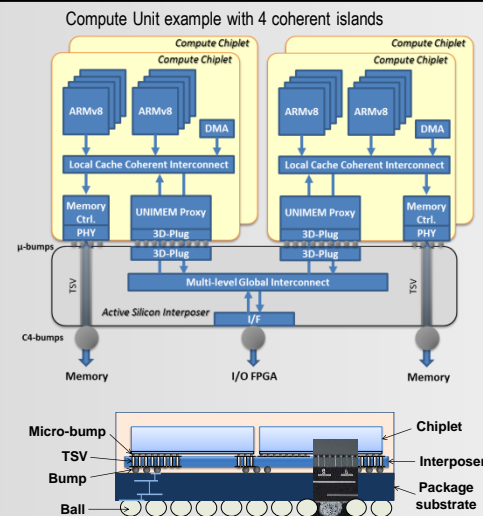 Compute Unit example with 4 coherent islands
Compute Chiplet
Compute Chiplet
Compute Chiplet
Compute Chiplet
ARMv8
ARMv8
DMA
ARMv8
ARMv8
DMA
Local Cache Coherent Interconnect
Local Cache Coherent Interconnect
Memory
Ctrl.
PHY
UNIMEM Proxy
3D-Plug
UNIMEM Proxy
3D-Plug
Memory
Ctrl.
PHY
μ-bumps
3D-Plug
3D-Plug
TSV
Multi-level Global Interconnect
TSV
Active Silicon Interposer
I/F
C4-bumps
Memory
I/O FPGA
Memory
Micro-bump
Chiplet
TSV
Interposer
Bump
Package
substrate
Ball